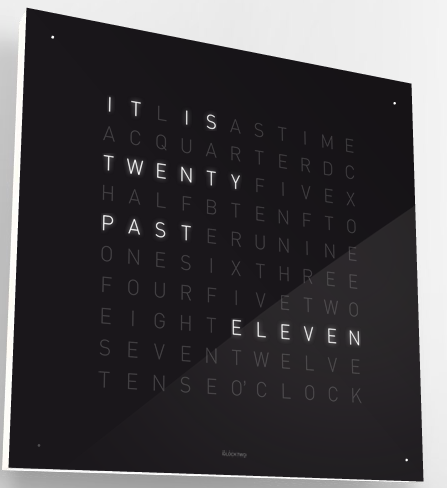 ITLISASTIME
ACQUARTERDC
TWENTYFIVEX
HALFBTENFTO
PASTERUNINE
ONESIXTHREE
FOURFIVETWO
EIGHTELEVEN
SEVENTWELVE
TENSEO'CLOCK